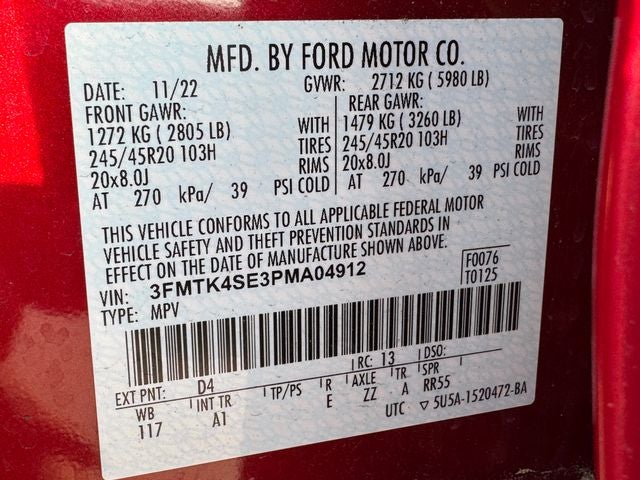 MFD. BY FORD MOTOR CO.
DATE: 11/22 GVWR: 2712 KG ( 5980 LB)
FRONT GAWR: REAR GAWR:
1272 KG ( 2805 LB) WITH 1479 KG ( 3260 LB) WITH
245/45R20 103H TIRES 245/45R20 103H TIRES
20x8.0J RIMS 20x8.0J RIMS
AT 270 kPa/ 39 PSI COLD AT 270 kPa/ 39 PSI COLD
THIS VEHICLE CONFORMS TO ALL APPLICABLE FEDERAL MOTOR
VEHICLE SAFETY AND THEFT PREVENTION STANDARDS IN
EFFECT ON THE DATE OF MANUFACTURE SHOWN ABOVE.
VIN: 3FMTK4SE3PMA04912 F0076
TYPE: MPV T0125
EXT PNT: D4 RC: 13 DSO:
WB INT TR TP/PS R AXLE TR SPR
117 A1 E ZZ A RR55
UTC ▽ 5U5A-1520472-BA